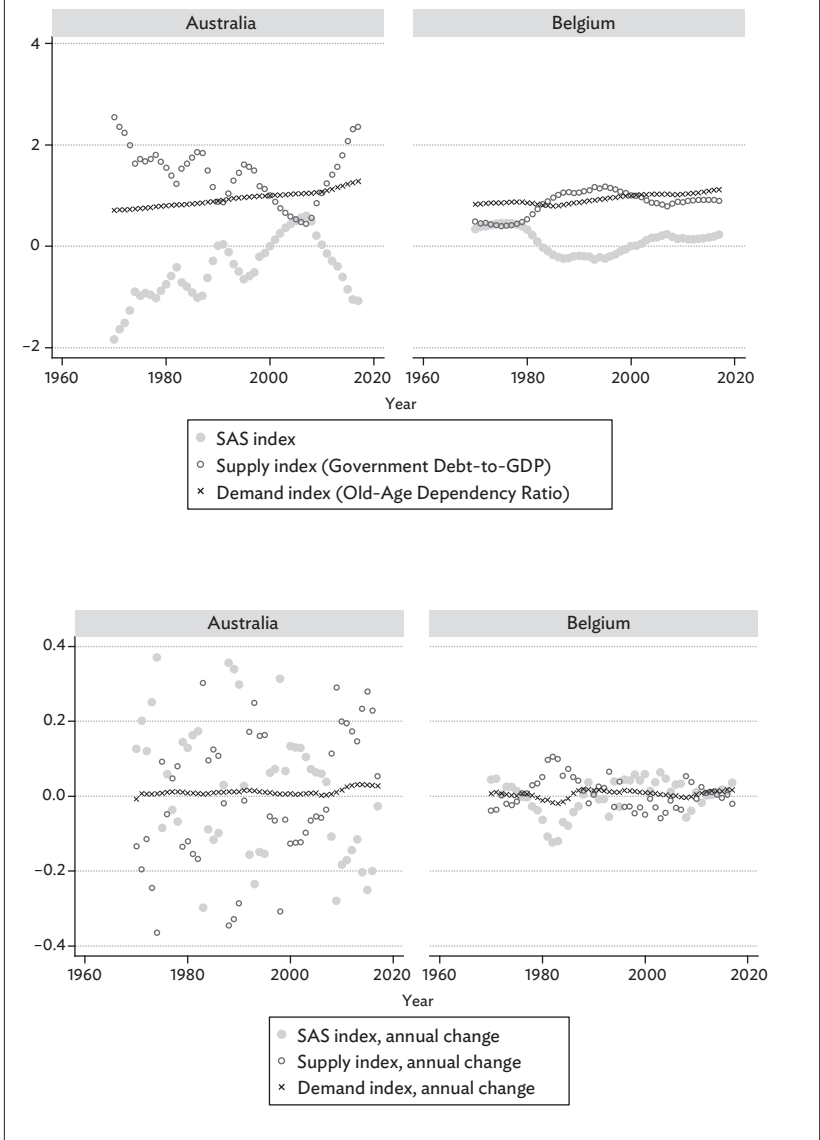 Australia Belgium
4
2
0
−2
1960 1980 2000 2020 1960 1980 2000 2020
Year
SAS index
Supply index (Government Debt-to-GDP)
Demand index (Old-Age Dependency Ratio)
Australia Belgium
0.4
0.2
0.0
−0.2
−0.4
1960 1980 2000 2020 1960 1980 2000 2020
Year
SAS index, annual change
Supply index, annual change
Demand index, annual change